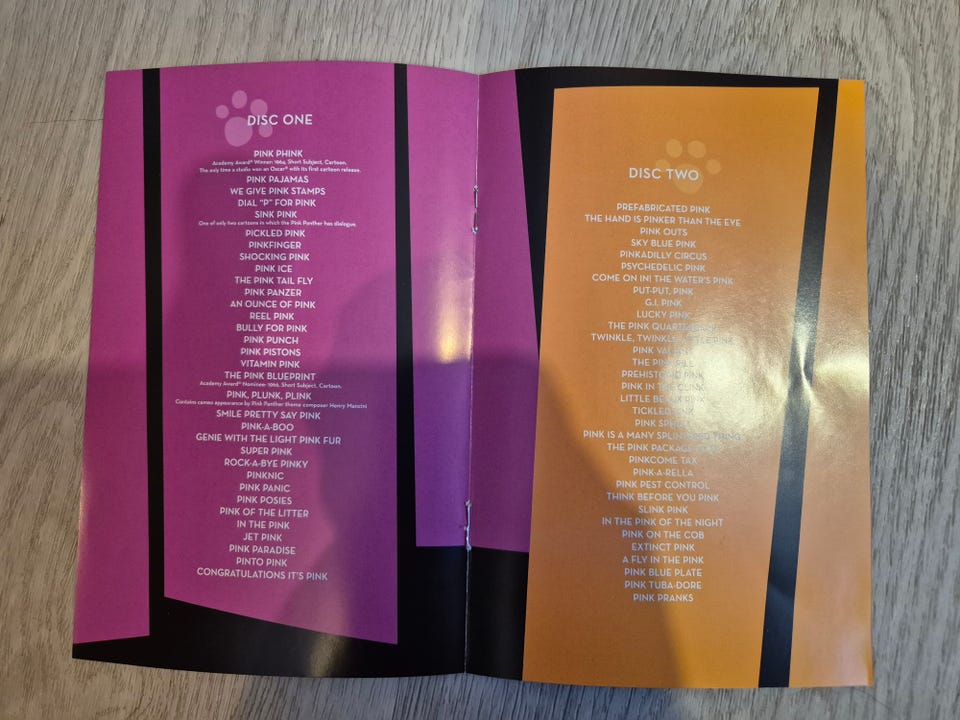 DISC ONE
PINK PHINK
Academy Award® Winner: 1964, Short Subject, Cartoon.
The only time a studio won an Oscar® with its first cartoon release.
PINK PAJAMAS
WE GIVE PINK STAMPS
DIAL "P" FOR PINK
SINK PINK
One of only two cartoons in which the Pink Panther has dialogue.
PICKLED PINK
PINKFINGER
SHOCKING PINK
PINK ICE
THE PINK TAIL FLY
PINK PANZER
AN OUNCE OF PINK
REEL PINK
BULLY FOR PINK
PINK PUNCH
PINK PISTONS
VITAMIN PINK
THE PINK BLUEPRINT
Academy Award® Nominee: 1966, Short Subject, Cartoon.
PINK, PLUNK, PLINK
Contains cameo appearance by Pink Panther theme composer Henry Mancini
SMILE PRETTY SAY PINK
PINK-A-BOO
GENIE WITH THE LIGHT PINK FUR
SUPER PINK
ROCK-A-BYE PINKY
PINKNIC
PINK PANIC
PINK POSIES
PINK OF THE LITTER
IN THE PINK
JET PINK
PINK PARADISE
PINTO PINK
CONGRATULATIONS IT'S PINK
DISC TWO
PREFABRICATED PINK
THE HAND IS PINKER THAN THE EYE
PINK OUTS
SKY BLUE PINK
PINKADILLY CIRCUS
PSYCHEDELIC PINK
COME ON IN! THE WATER'S PINK
PUT-PUT, PINK
G.I. PINK
LUCKY PINK
THE PINK
TWINKLE, TWINKLE, PINK
PINK
THE
PREHISTORIC PINK
PINK IN THE CLINK
LITTLE PINK
TICKLED PINK
PINK
PINK IS A MANY
THE PINK PACKAGE
PINKCOME TAX
PINK-A-RELLA
PINK PEST CONTROL
THINK BEFORE YOU PINK
SLINK PINK
IN THE PINK OF THE NIGHT
PINK ON THE COB
EXTINCT PINK
A FLY IN THE PINK
PINK BLUE PLATE
PINK TUBA-DORE
PINK PRANKS